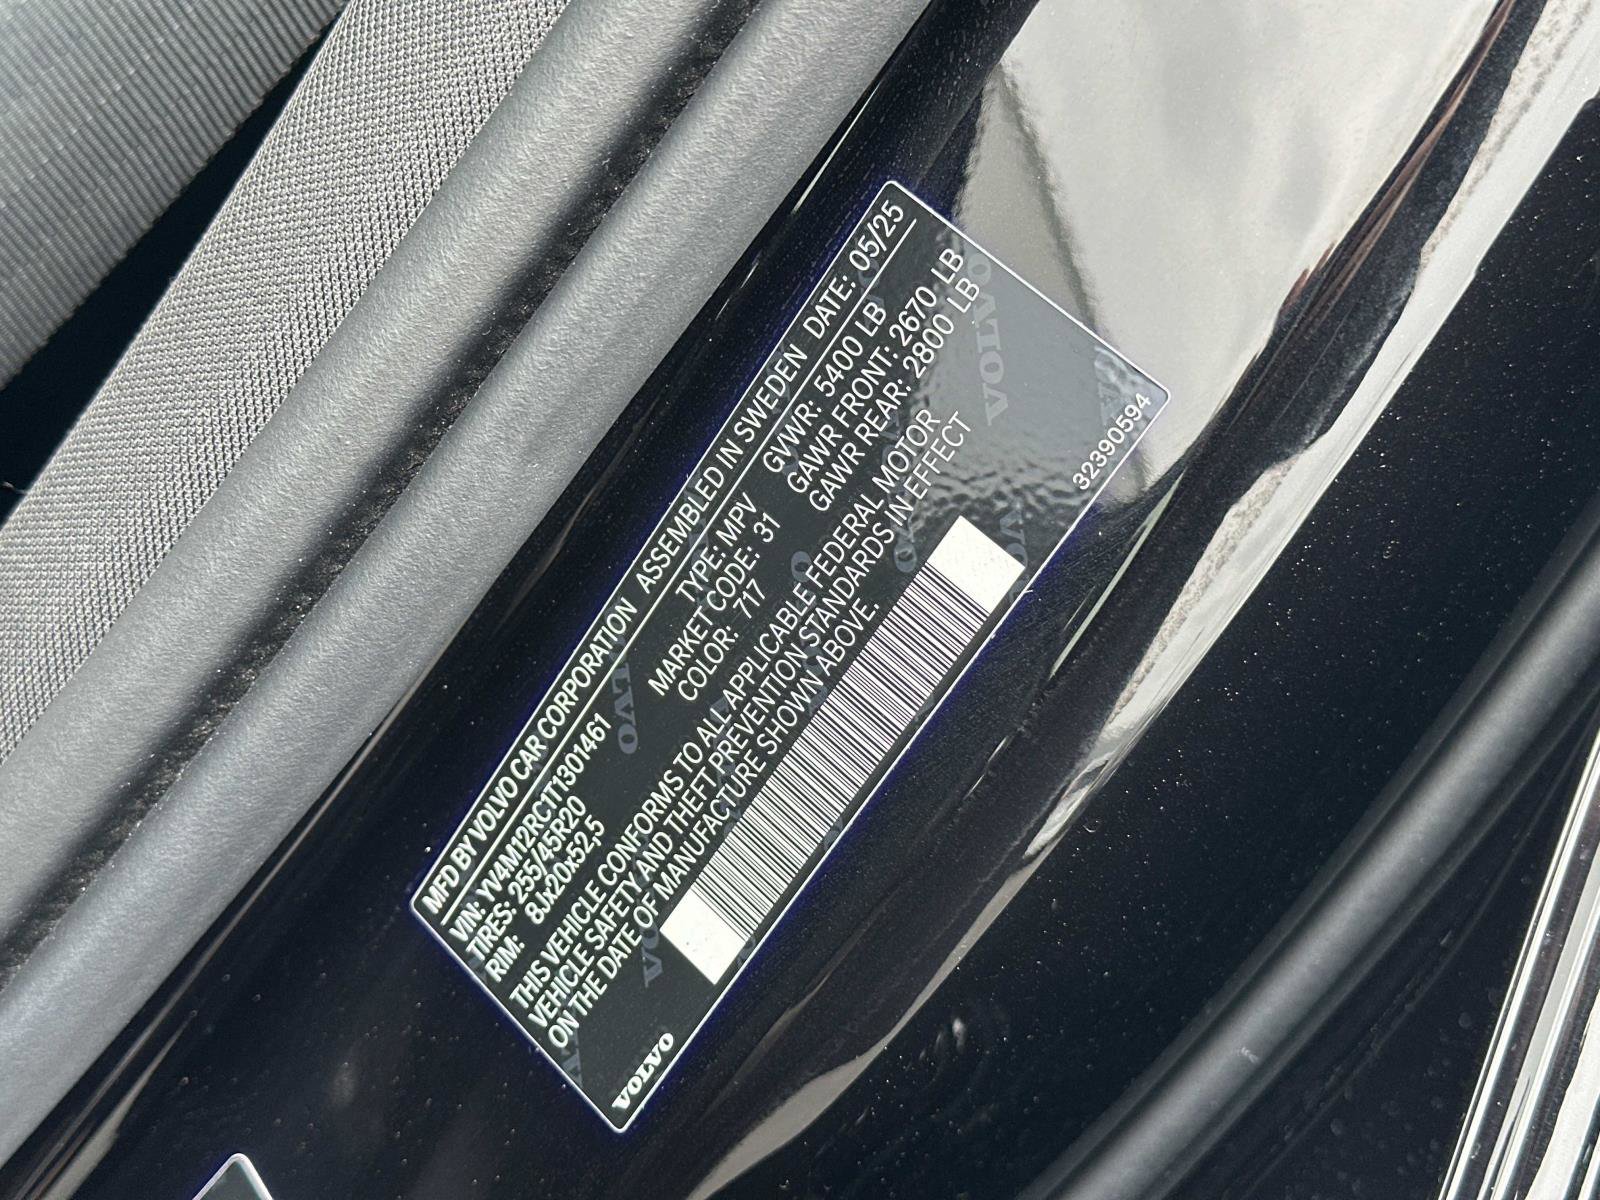 MFD BY VOLVO CAR CORPORATION ASSEMBLED IN SWEDEN DATE: 05/25
VIN: YV4M12RC1T1301461 TYPE: MPV GVWR: 5400 LB
TIRES: 255/45R20 MARKET CODE: 31 GAWR FRONT: 2670 LB
RIM: 8Jx20x52,5 COLOR: 717 GAWR REAR: 2800 LB
THIS VEHICLE CONFORMS TO ALL APPLICABLE FEDERAL MOTOR
VEHICLE SAFETY AND THEFT PREVENTION STANDARDS IN EFFECT
ON THE DATE OF MANUFACTURE SHOWN ABOVE.
VOLVO
32390594